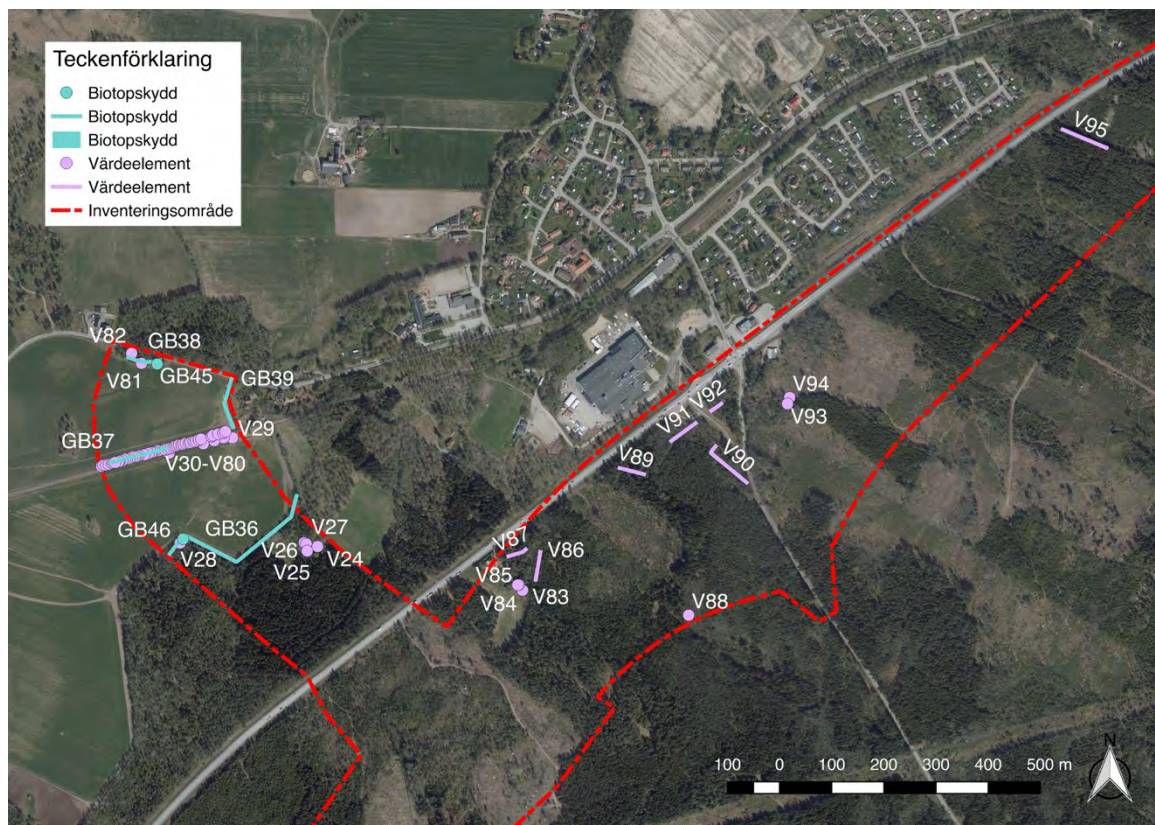 Teckenförklaring
Biotopskydd
Biotopskydd
Biotopskydd
Värdeelement
Värdeelement
Inventeringsområde
V95
V82
GB38
V81
GB45
GB39
V94
V93
V92
V91
V29
GB37
V30-V80
V89
V90
GB46
GB36
V28
V27
V26
V24
V25
V87
V86
V85
V84
V83
V88
N
100 0 100 200 300 400 500 m